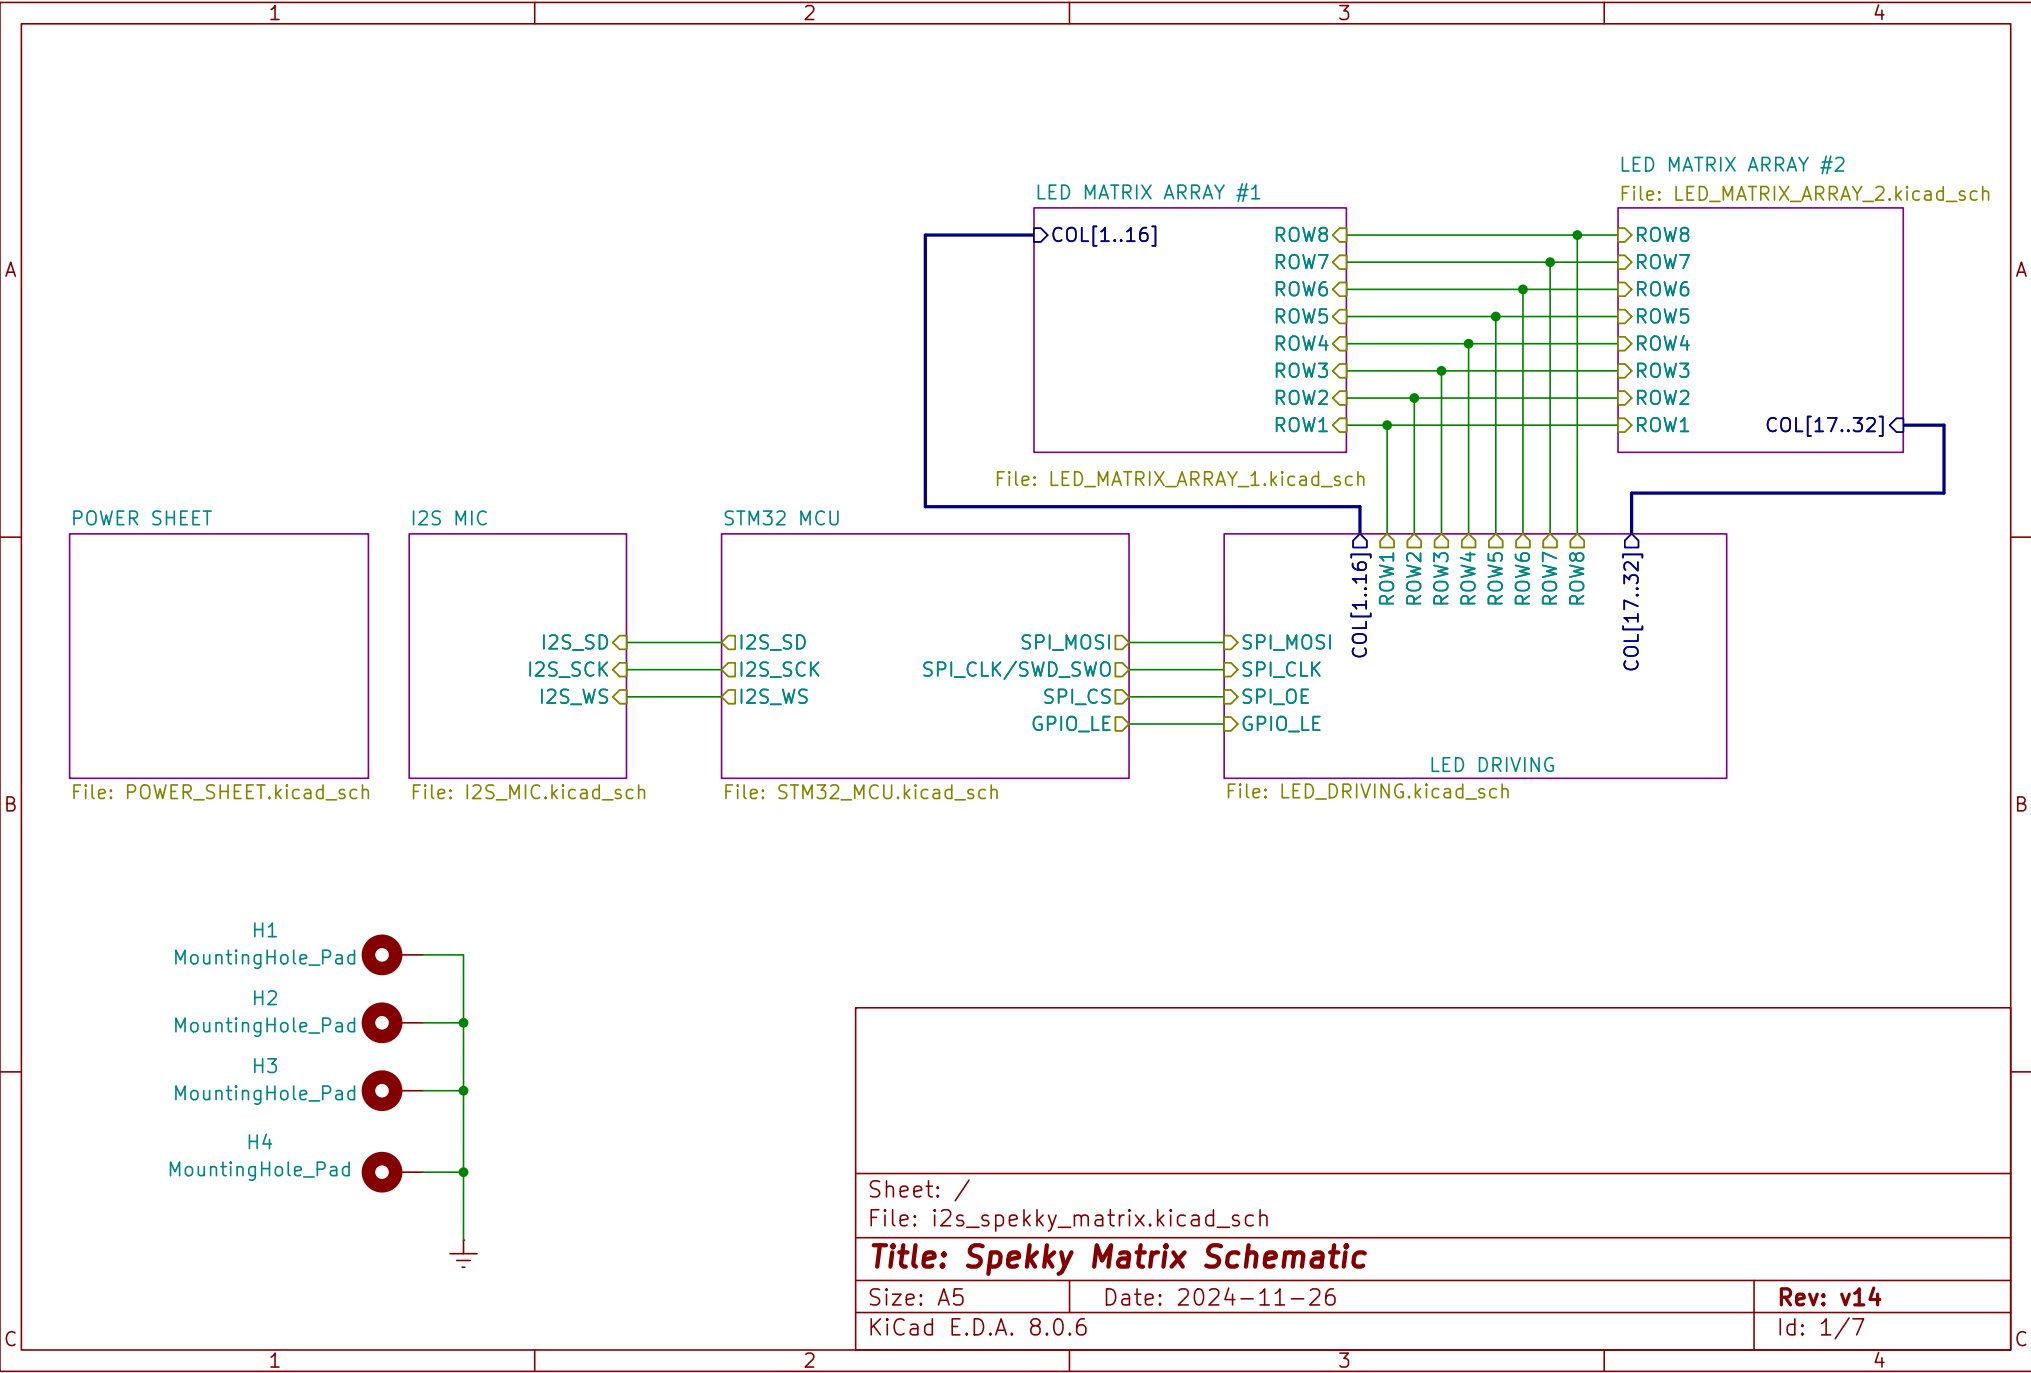 1 2 3 4
A A
B B
C C
1 2 3 4
LED MATRIX ARRAY #1
COL[1..16]
ROW8
ROW7
ROW6
ROW5
ROW4
ROW3
ROW2
ROW1
File: LED_MATRIX_ARRAY_1.kicad_sch
LED MATRIX ARRAY #2
File: LED_MATRIX_ARRAY_2.kicad_sch
ROW8
ROW7
ROW6
ROW5
ROW4
ROW3
ROW2
ROW1
COL[17..32]
POWER SHEET
File: POWER_SHEET.kicad_sch
I2S MIC
I2S_SD
I2S_SCK
I2S_WS
File: I2S_MIC.kicad_sch
STM32 MCU
I2S_SD
I2S_SCK
I2S_WS
SPI_MOSI
SPI_CLK/SWD_SWO
SPI_CS
GPIO_LE
File: STM32_MCU.kicad_sch
COL[1..16]
ROW1
ROW2
ROW3
ROW4
ROW5
ROW6
ROW7
ROW8
COL[17..32]
SPI_MOSI
SPI_CLK
SPI_OE
GPIO_LE
LED DRIVING
File: LED_DRIVING.kicad_sch
H1
MountingHole_Pad
H2
MountingHole_Pad
H3
MountingHole_Pad
H4
MountingHole_Pad
Sheet: /
File: i2s_spekky_matrix.kicad_sch
Title: Spekky Matrix Schematic
Size: A5 Date: 2024-11-26 Rev: v14
KiCad E.D.A. 8.0.6 Id: 1/7